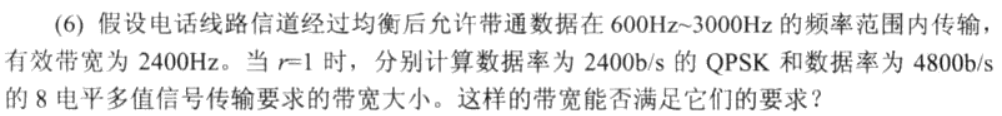 (6) 假设电话线路信道经过均衡后允许带通数据在 600Hz~3000Hz 的频率范围内传输，
有效带宽为 2400Hz。当 r=1 时，分别计算数据率为 2400b/s 的 QPSK 和数据率为 4800b/s
的 8 电平多值信号传输要求的带宽大小。这样的带宽能否满足它们的要求？